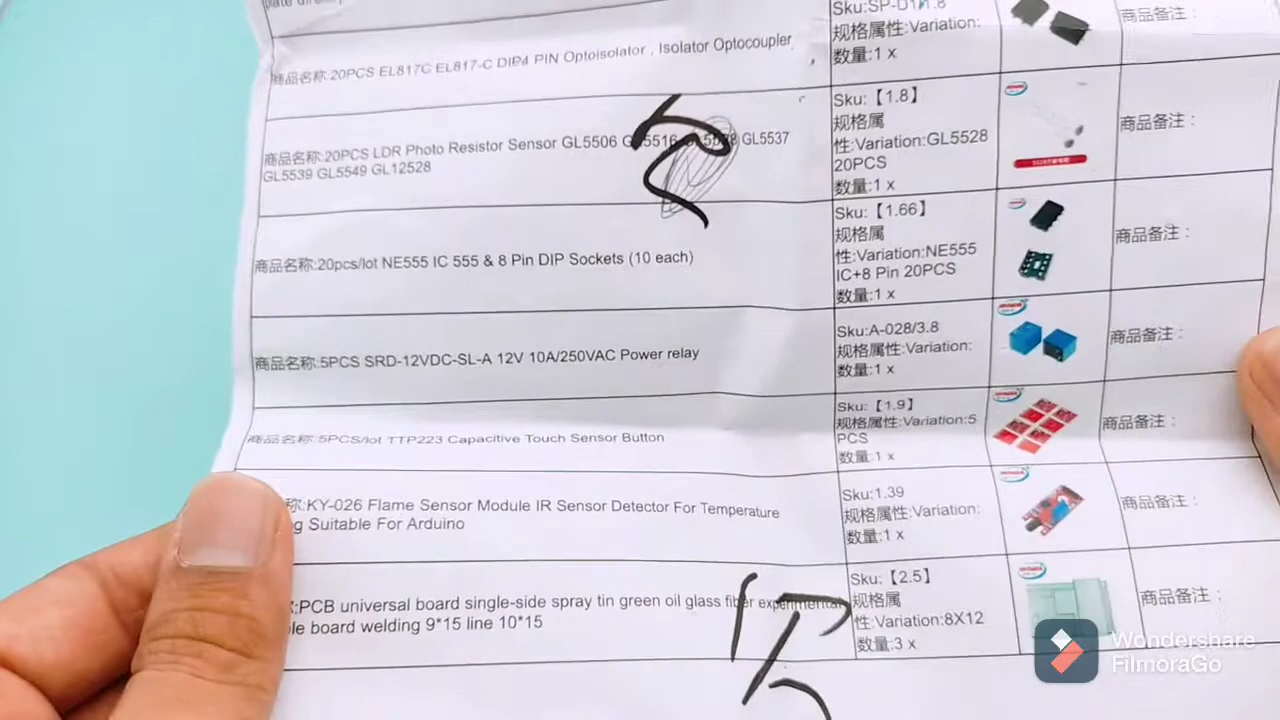 Sku:SP-D1/1.8
规格属性:Variation:
数量:1 x
商品备注：
商品名称:20PCS EL817C EL817-C DIP4 PIN Optoisolator , Isolator Optocoupler
商品名称:20PCS LDR Photo Resistor Sensor GL5506 GL5516 GL5528 GL5537
GL5539 GL5549 GL12528
Sku:【1.8】
规格属
性:Variation:GL5528
20PCS
数量:1 x
商品备注：
商品名称:20pcs/lot NE555 IC 555 & 8 Pin DIP Sockets (10 each)
Sku:【1.66】
规格属
性:Variation:NE555
IC+8 Pin 20PCS
数量:1 x
商品备注：
商品名称:5PCS SRD-12VDC-SL-A 12V 10A/250VAC Power relay
Sku:A-028/3.8
规格属性:Variation:
数量:1 x
商品备注：
商品名称:5PCS/lot TTP223 Capacitive Touch Sensor Button
Sku:【1.9】
规格属性:Variation:5
PCS
数量:1 x
商品备注：
称:KY-026 Flame Sensor Module IR Sensor Detector For Temperature
g Suitable For Arduino
Sku:1.39
规格属性:Variation:
数量:1 x
商品备注：
:PCB universal board single-side spray tin green oil glass fiber experimental
le board welding 9*15 line 10*15
Sku:【2.5】
规格属
性:Variation:8X12
数量:3 x
商品备注：
Wondershare
FilmoraGo